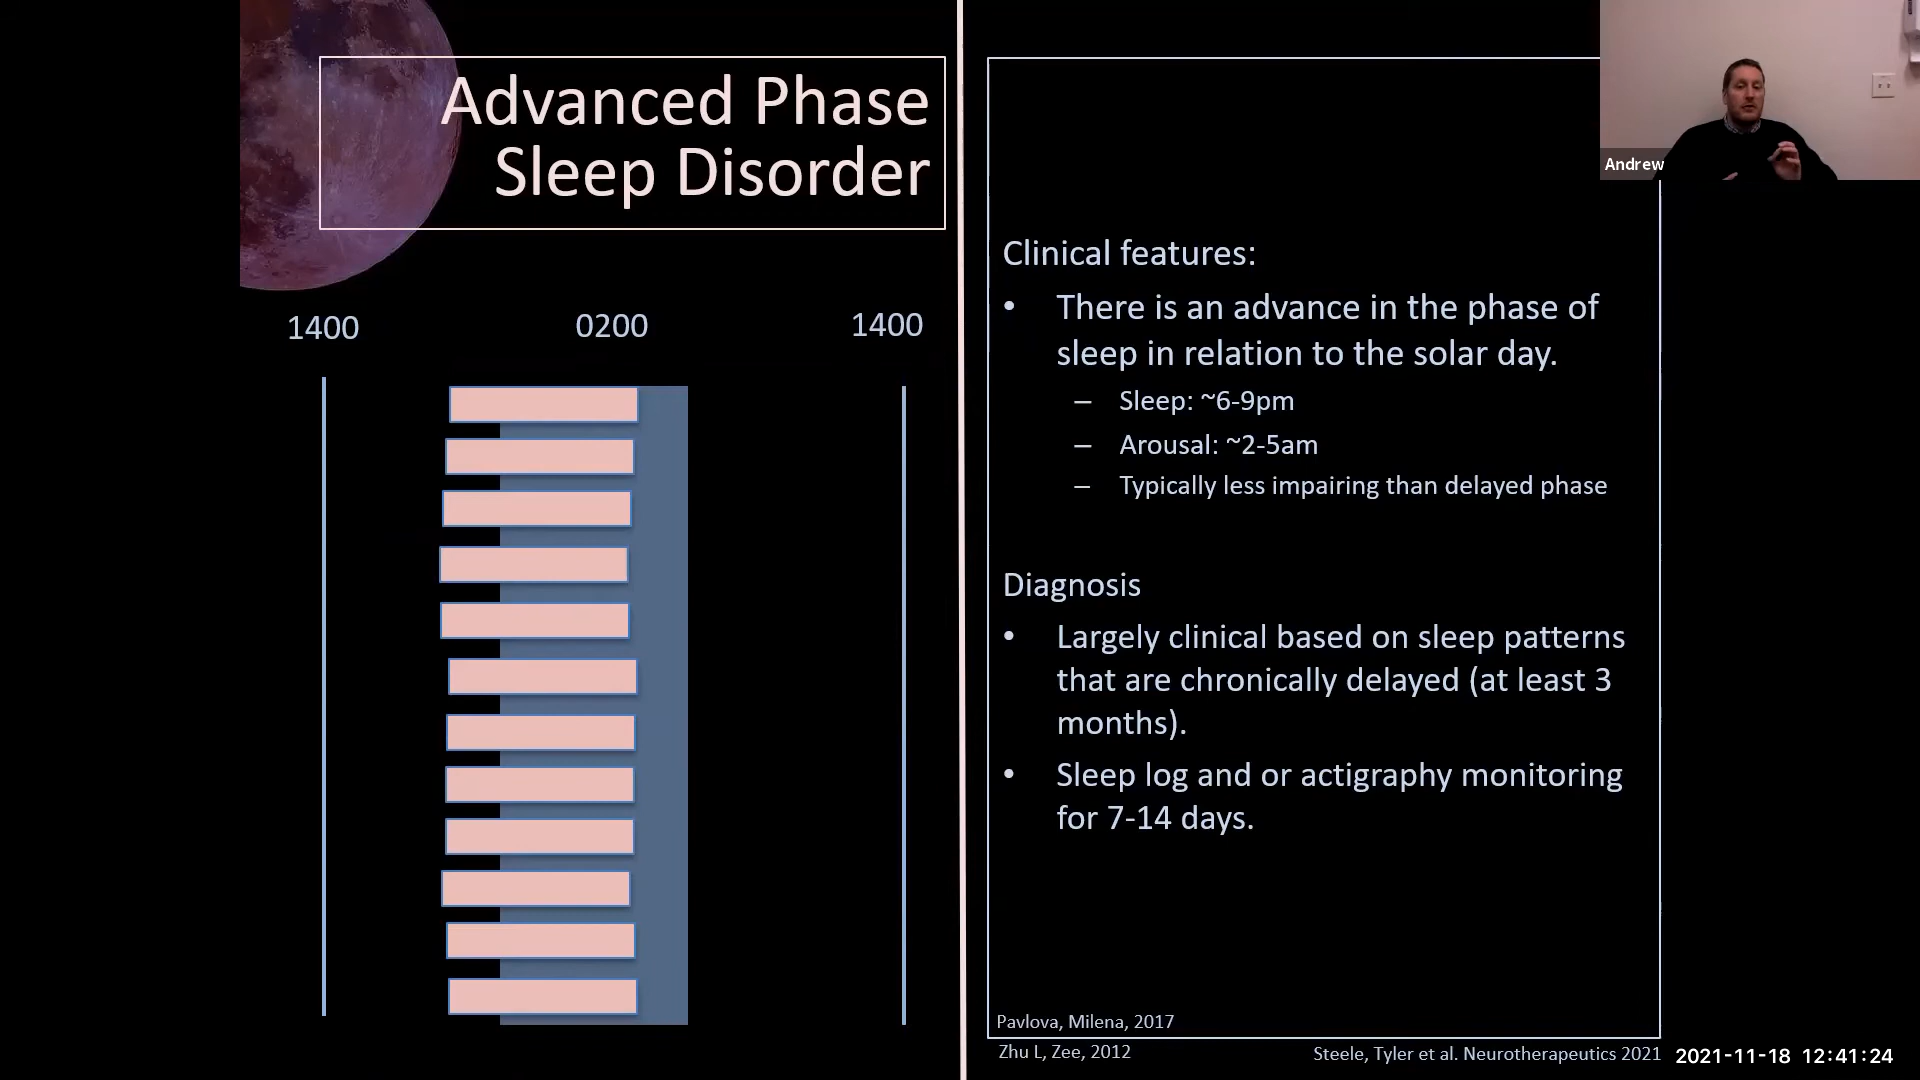 Advanced Phase
Sleep Disorder
1400 0200 1400
Clinical features:
• There is an advance in the phase of
sleep in relation to the solar day.
– Sleep: ~6-9pm
– Arousal: ~2-5am
– Typically less impairing than delayed phase
Diagnosis
• Largely clinical based on sleep patterns
that are chronically delayed (at least 3
months).
• Sleep log and or actigraphy monitoring
for 7-14 days.
Pavlova, Milena, 2017
Zhu L, Zee, 2012
Steele, Tyler et al. Neurotherapeutics 2021
Andrew
2021-11-18 12:41:24